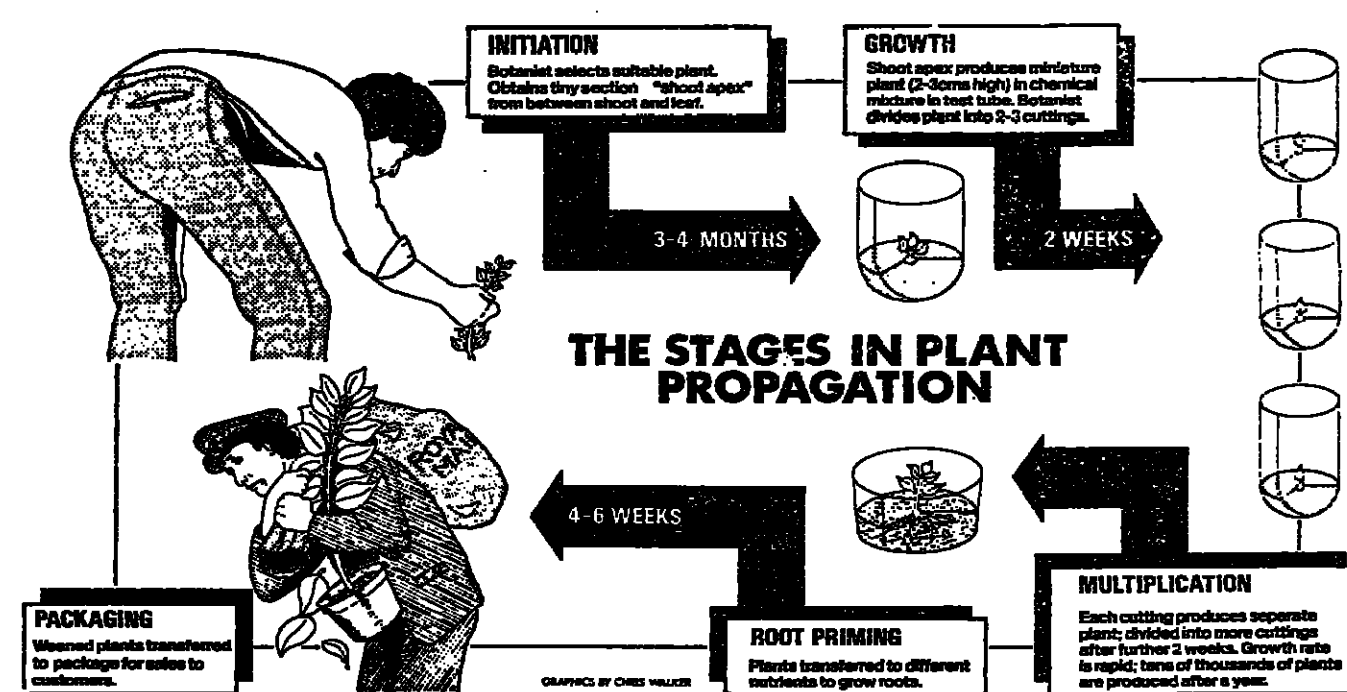 INITIATION
Botanist selects suitable plant.
Obtains tiny section "shoot apex"
from between shoot and leaf.
GROWTH
Shoot apex produces miniature
plant (2-3cms high) in chemical
mixture in test tube. Botanist
divides plant into 2-3 cuttings.
3-4 MONTHS
2 WEEKS
THE STAGES IN PLANT
PROPAGATION
4-6 WEEKS
MULTIPLICATION
Each cutting produces separate
plant; divided into more cuttings
after further 2 weeks. Growth rate
is rapid; tens of thousands of plants
are produced after a year.
ROOT PRIMING
Plants transferred to different
nutrients to grow roots.
PACKAGING
Weened plants transferred
to package for sales to
customers.
GRAPHICS BY CHRIS WALKER